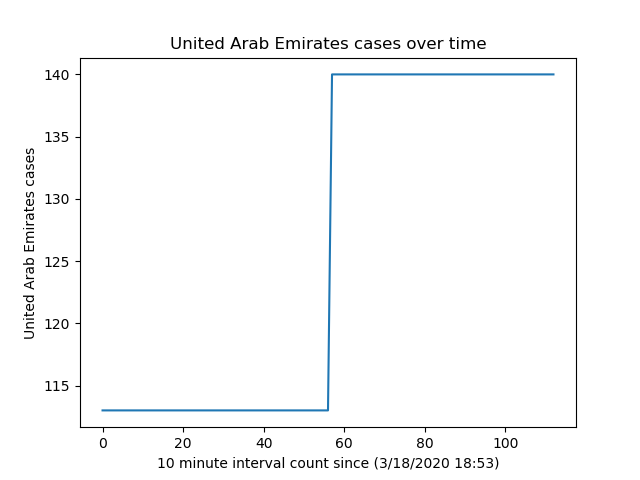 United Arab Emirates cases over time
140
135
130
125
120
115
United Arab Emirates cases
0 20 40 60 80 100
10 minute interval count since (3/18/2020 18:53)